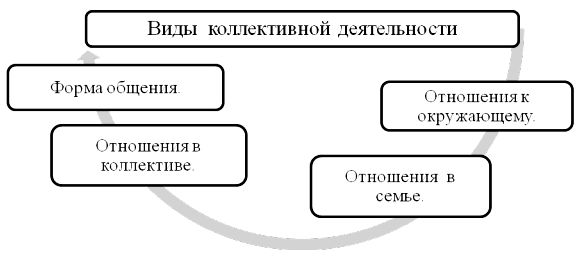 Виды коллективной деятельности
Форма общения.
Отношения к
окружающему.
Отношения в
коллективе.
Отношения в
семье.